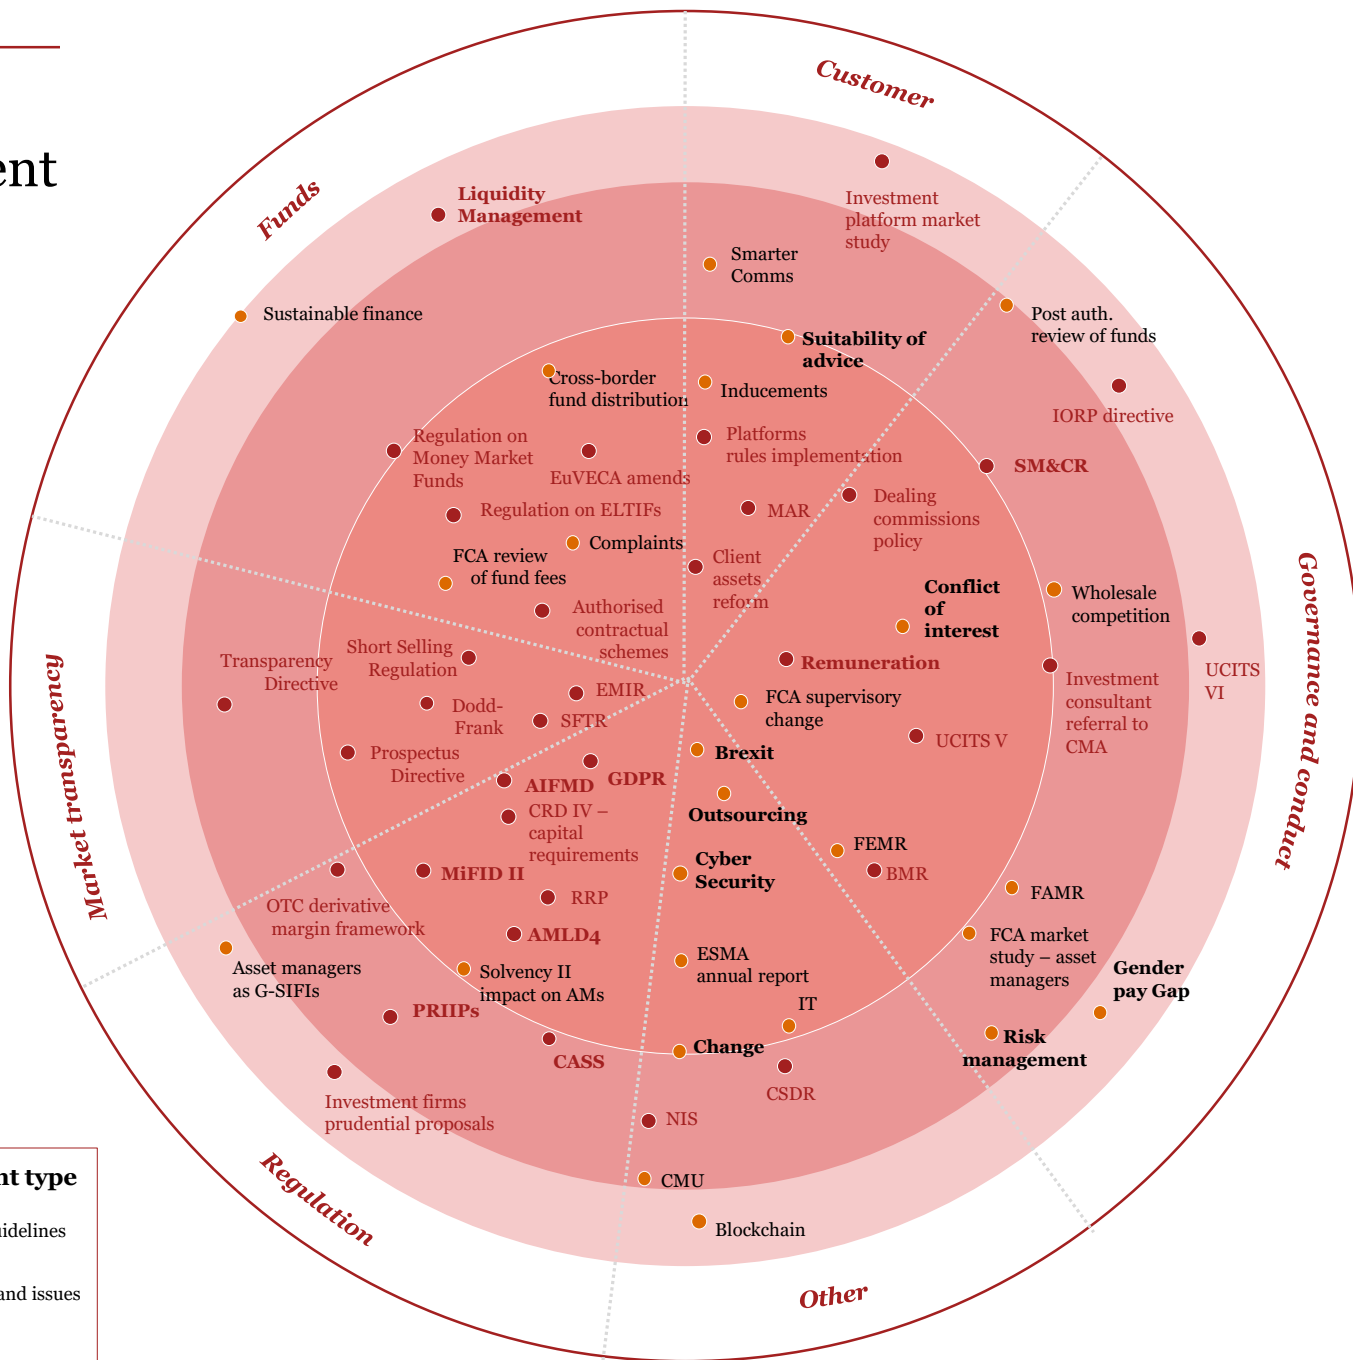 ent
Customer
Funds
Liquidity
Management
Investment
platform market
study
Smarter
Comms
Sustainable finance
Post auth.
review of funds
Suitability of
advice
Cross-border
fund distribution
Inducements
IORP directive
Regulation on
Money Market
Funds
EuVECA amends
Platforms
rules implementation
SM&CR
Regulation on ELTIFs
MAR
Dealing
commissions
policy
Complaints
FCA review
of fund fees
Client
assets
reform
Conflict
of
interest
Wholesale
competition
Authorised
contractual
schemes
Governance and conduct
Market transparency
Transparency
Directive
Short Selling
Regulation
Remuneration
UCITS
VI
Investment
consultant
referral to
CMA
EMIR
Dodd-
Frank
SFTR
FCA supervisory
change
UCITS V
Prospectus
Directive
Brexit
AIFMD
GDPR
CRD IV –
capital
requirements
Outsourcing
FEMR
BMR
Cyber
Security
MiFID II
RRP
FAMR
OTC derivative
margin framework
AMLD4
FCA market
study – asset
managers
Asset managers
as G-SIFIs
Solvency II
impact on AMs
ESMA
annual report
Gender
pay Gap
IT
PRIIPs
Change
Risk
management
CASS
CSDR
Investment firms
prudential proposals
NIS
Regulation
CMU
Blockchain
Other
nt type
uidelines
and issues